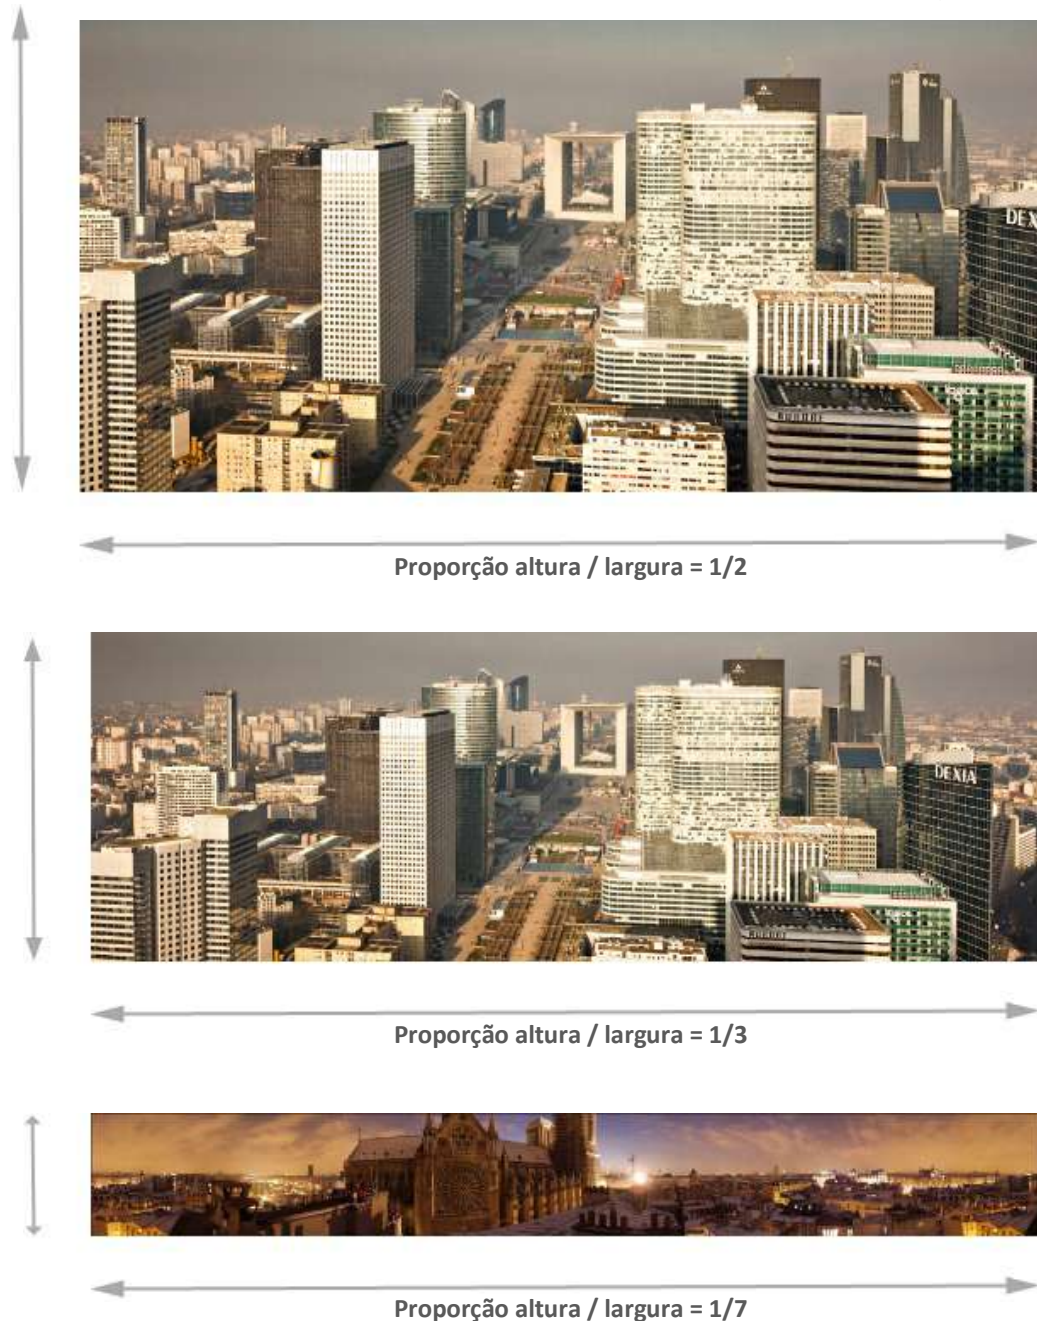 DEX
Proporção altura / largura = 1/2
DEXIA
Proporção altura / largura = 1/3
Proporção altura / largura = 1/7